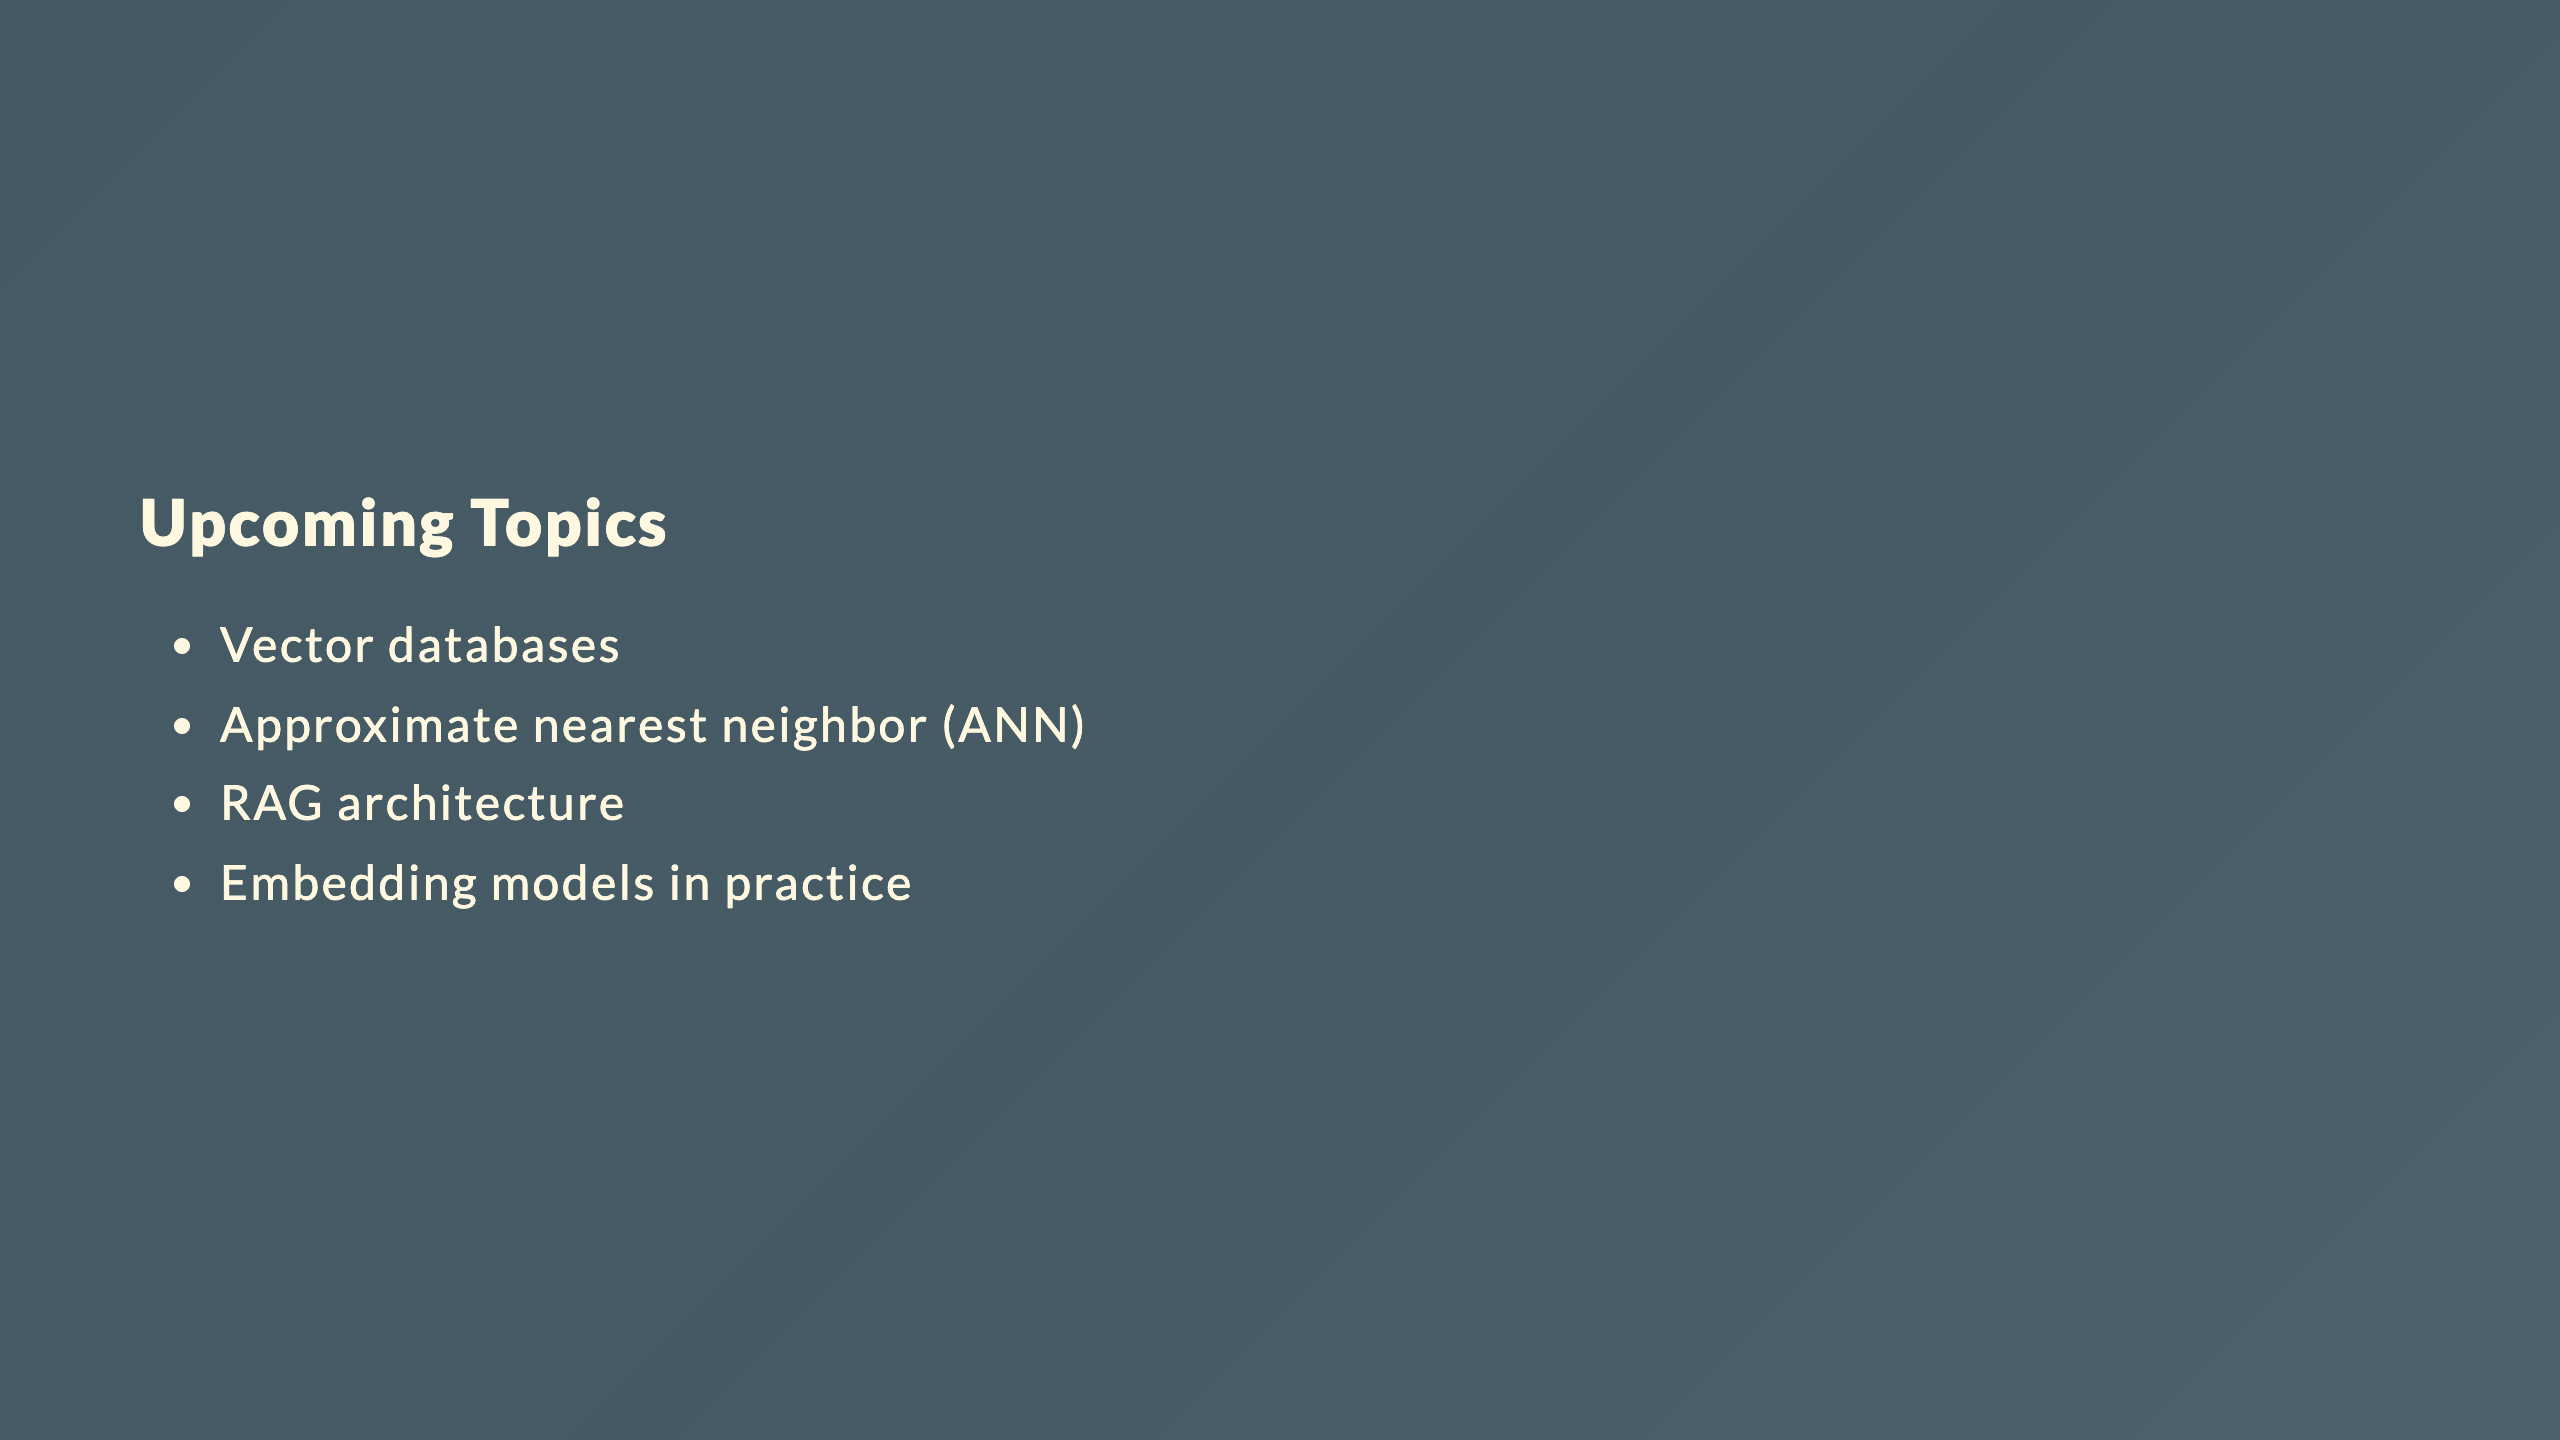 Upcoming Topics
• Vector databases
• Approximate nearest neighbor (ANN)
• RAG architecture
• Embedding models in practice